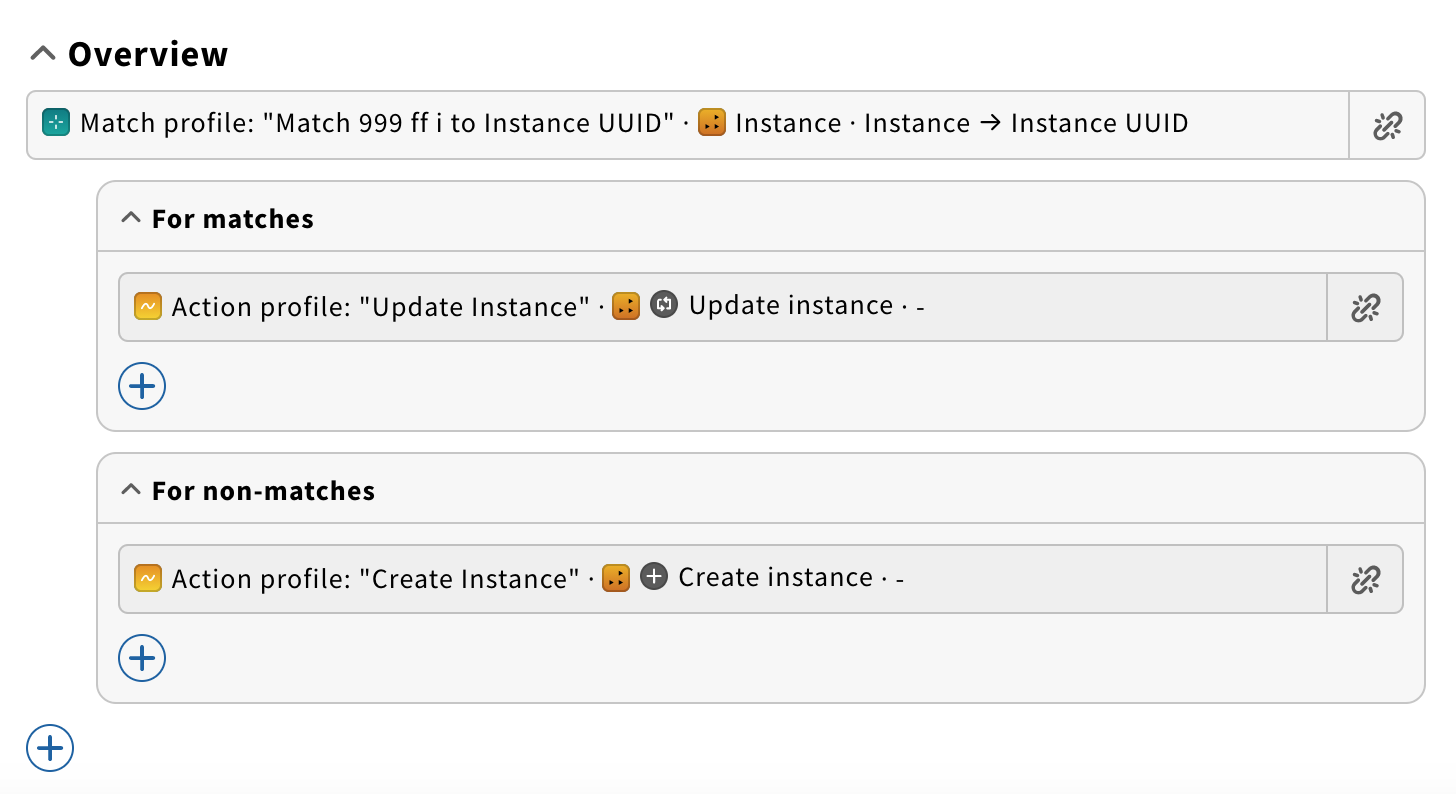 Overview
Match profile: "Match 999 ff i to Instance UUID" · Instance · Instance → Instance UUID
For matches
Action profile: "Update Instance" · Update instance · -
For non-matches
Action profile: "Create Instance" · Create instance · -